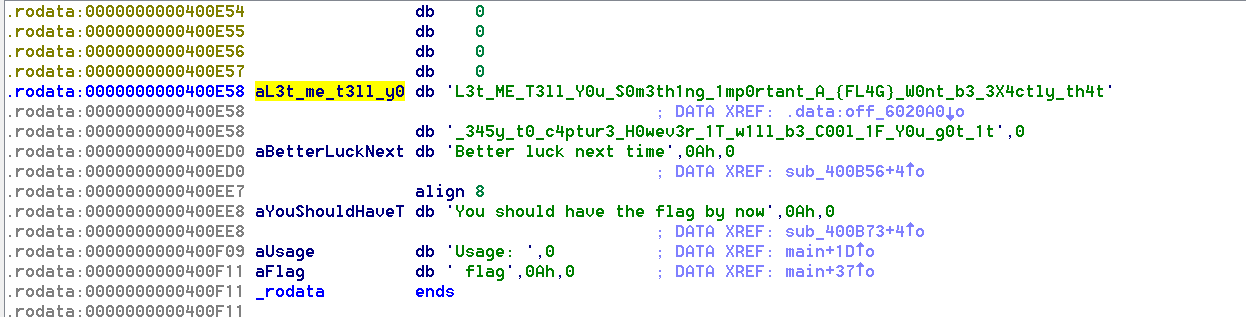 .rodata:0000000000400E54 db 0
.rodata:0000000000400E55 db 0
.rodata:0000000000400E56 db 0
.rodata:0000000000400E57 db 0
.rodata:0000000000400E58 aL3t_me_t3ll_y0 db 'L3t_ME_T3ll_Y0u_S0m3th1ng_1mp0rtant_A_{FL4G}_W0nt_b3_3X4ctly_th4t'
.rodata:0000000000400E58 ; DATA XREF: .data:off_6020A0↓o
.rodata:0000000000400E58 db '_345y_t0_c4ptur3_H0wev3r_1T_w1ll_b3_C00l_1F_Y0u_g0t_1t',0
.rodata:0000000000400ED0 aBetterLuckNext db 'Better luck next time',0Ah,0
.rodata:0000000000400ED0 ; DATA XREF: sub_400B56+4↑o
.rodata:0000000000400EE7 align 8
.rodata:0000000000400EE8 aYouShouldHaveT db 'You should have the flag by now',0Ah,0
.rodata:0000000000400EE8 ; DATA XREF: sub_400B73+4↑o
.rodata:0000000000400F09 aUsage db 'Usage: ',0 ; DATA XREF: main+1D↑o
.rodata:0000000000400F11 aFlag db ' flag',0Ah,0 ; DATA XREF: main+37↑o
.rodata:0000000000400F11 _rodata ends
.rodata:0000000000400F11